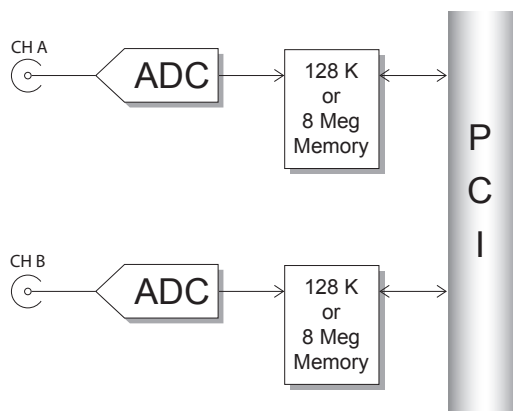 CH A
ADC
128 K
or
8 Meg
Memory
P
C
I
CH B
ADC
128 K
or
8 Meg
Memory